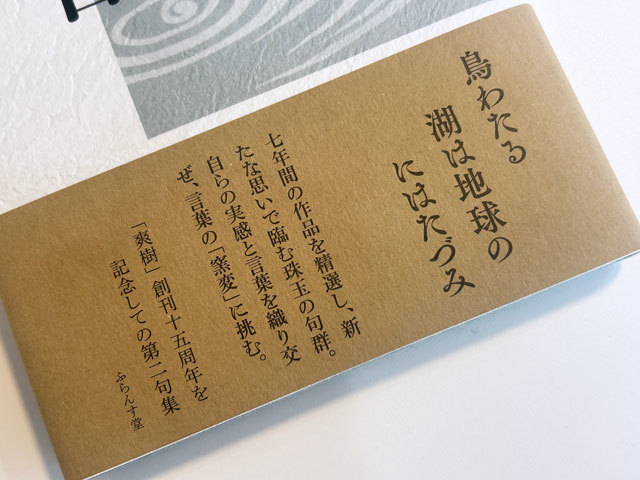 鳥わたる
湖は地球の
にはたづみ
七年間の作品を精選し、新
たな思いで臨む珠玉の句群。
自らの実感と言葉を織り交
ぜ、言葉の「窯変」に挑む。
「爽樹」創刊十五周年を
記念しての第二句集
ふらんす堂